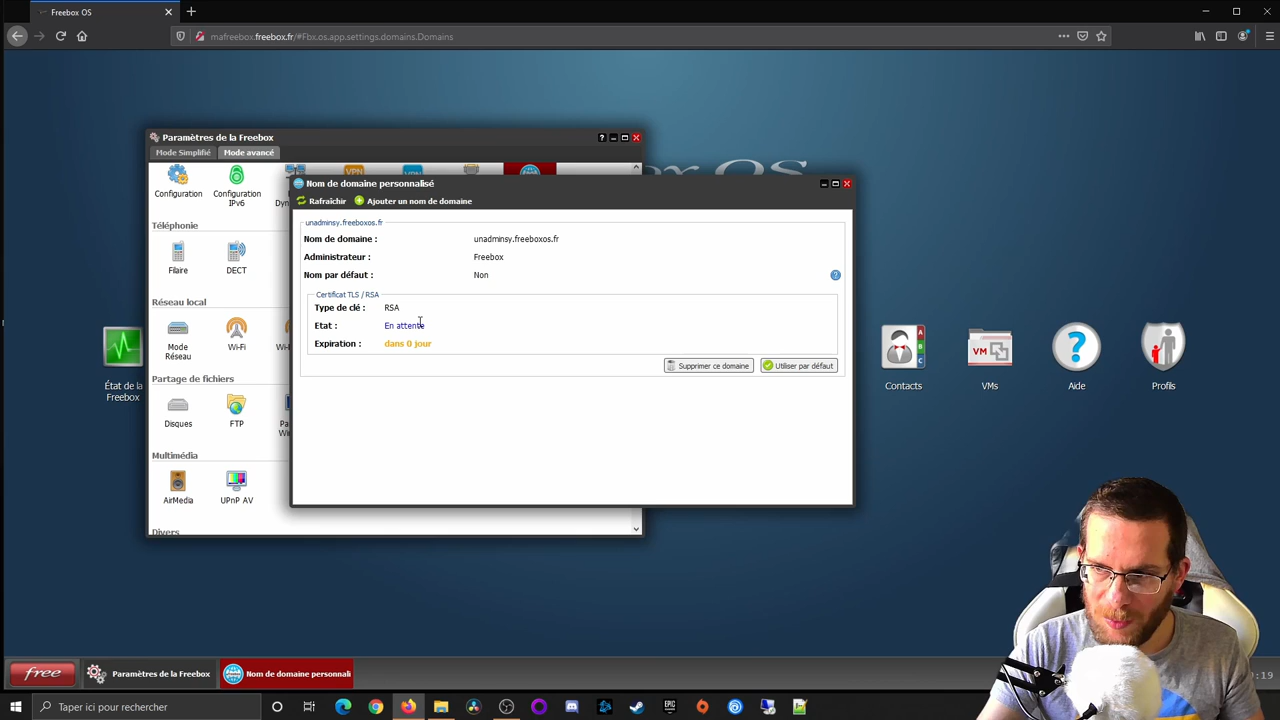 Freebox OS
mafreebox.freebox.fr/#Fbx.os.app.settings.domains.Domains
Paramètres de la Freebox
Mode Simplifié
Mode avancé
Configuration
Configuration
IPv6
VPN
VPN
Téléphonie
Filaire
DECT
Réseau local
Mode
Réseau
Wi-Fi
Partage de fichiers
Disques
FTP
Multimédia
AirMedia
UPnP AV
Divers
Nom de domaine personnalisé
Rafraîchir
Ajouter un nom de domaine
unadminsy.freeboxos.fr
Nom de domaine : unadminsy.freeboxos.fr
Administrateur : Freebox
Nom par défaut : Non
Certificat TLS / RSA
Type de clé : RSA
Etat : En attente
Expiration : dans 0 jour
Supprimer ce domaine
Utiliser par défaut
État de la
Freebox
Contacts
VM
VMs
Aide
Profils
free
Paramètres de la Freebox
Nom de domaine personnali
Taper ici pour rechercher